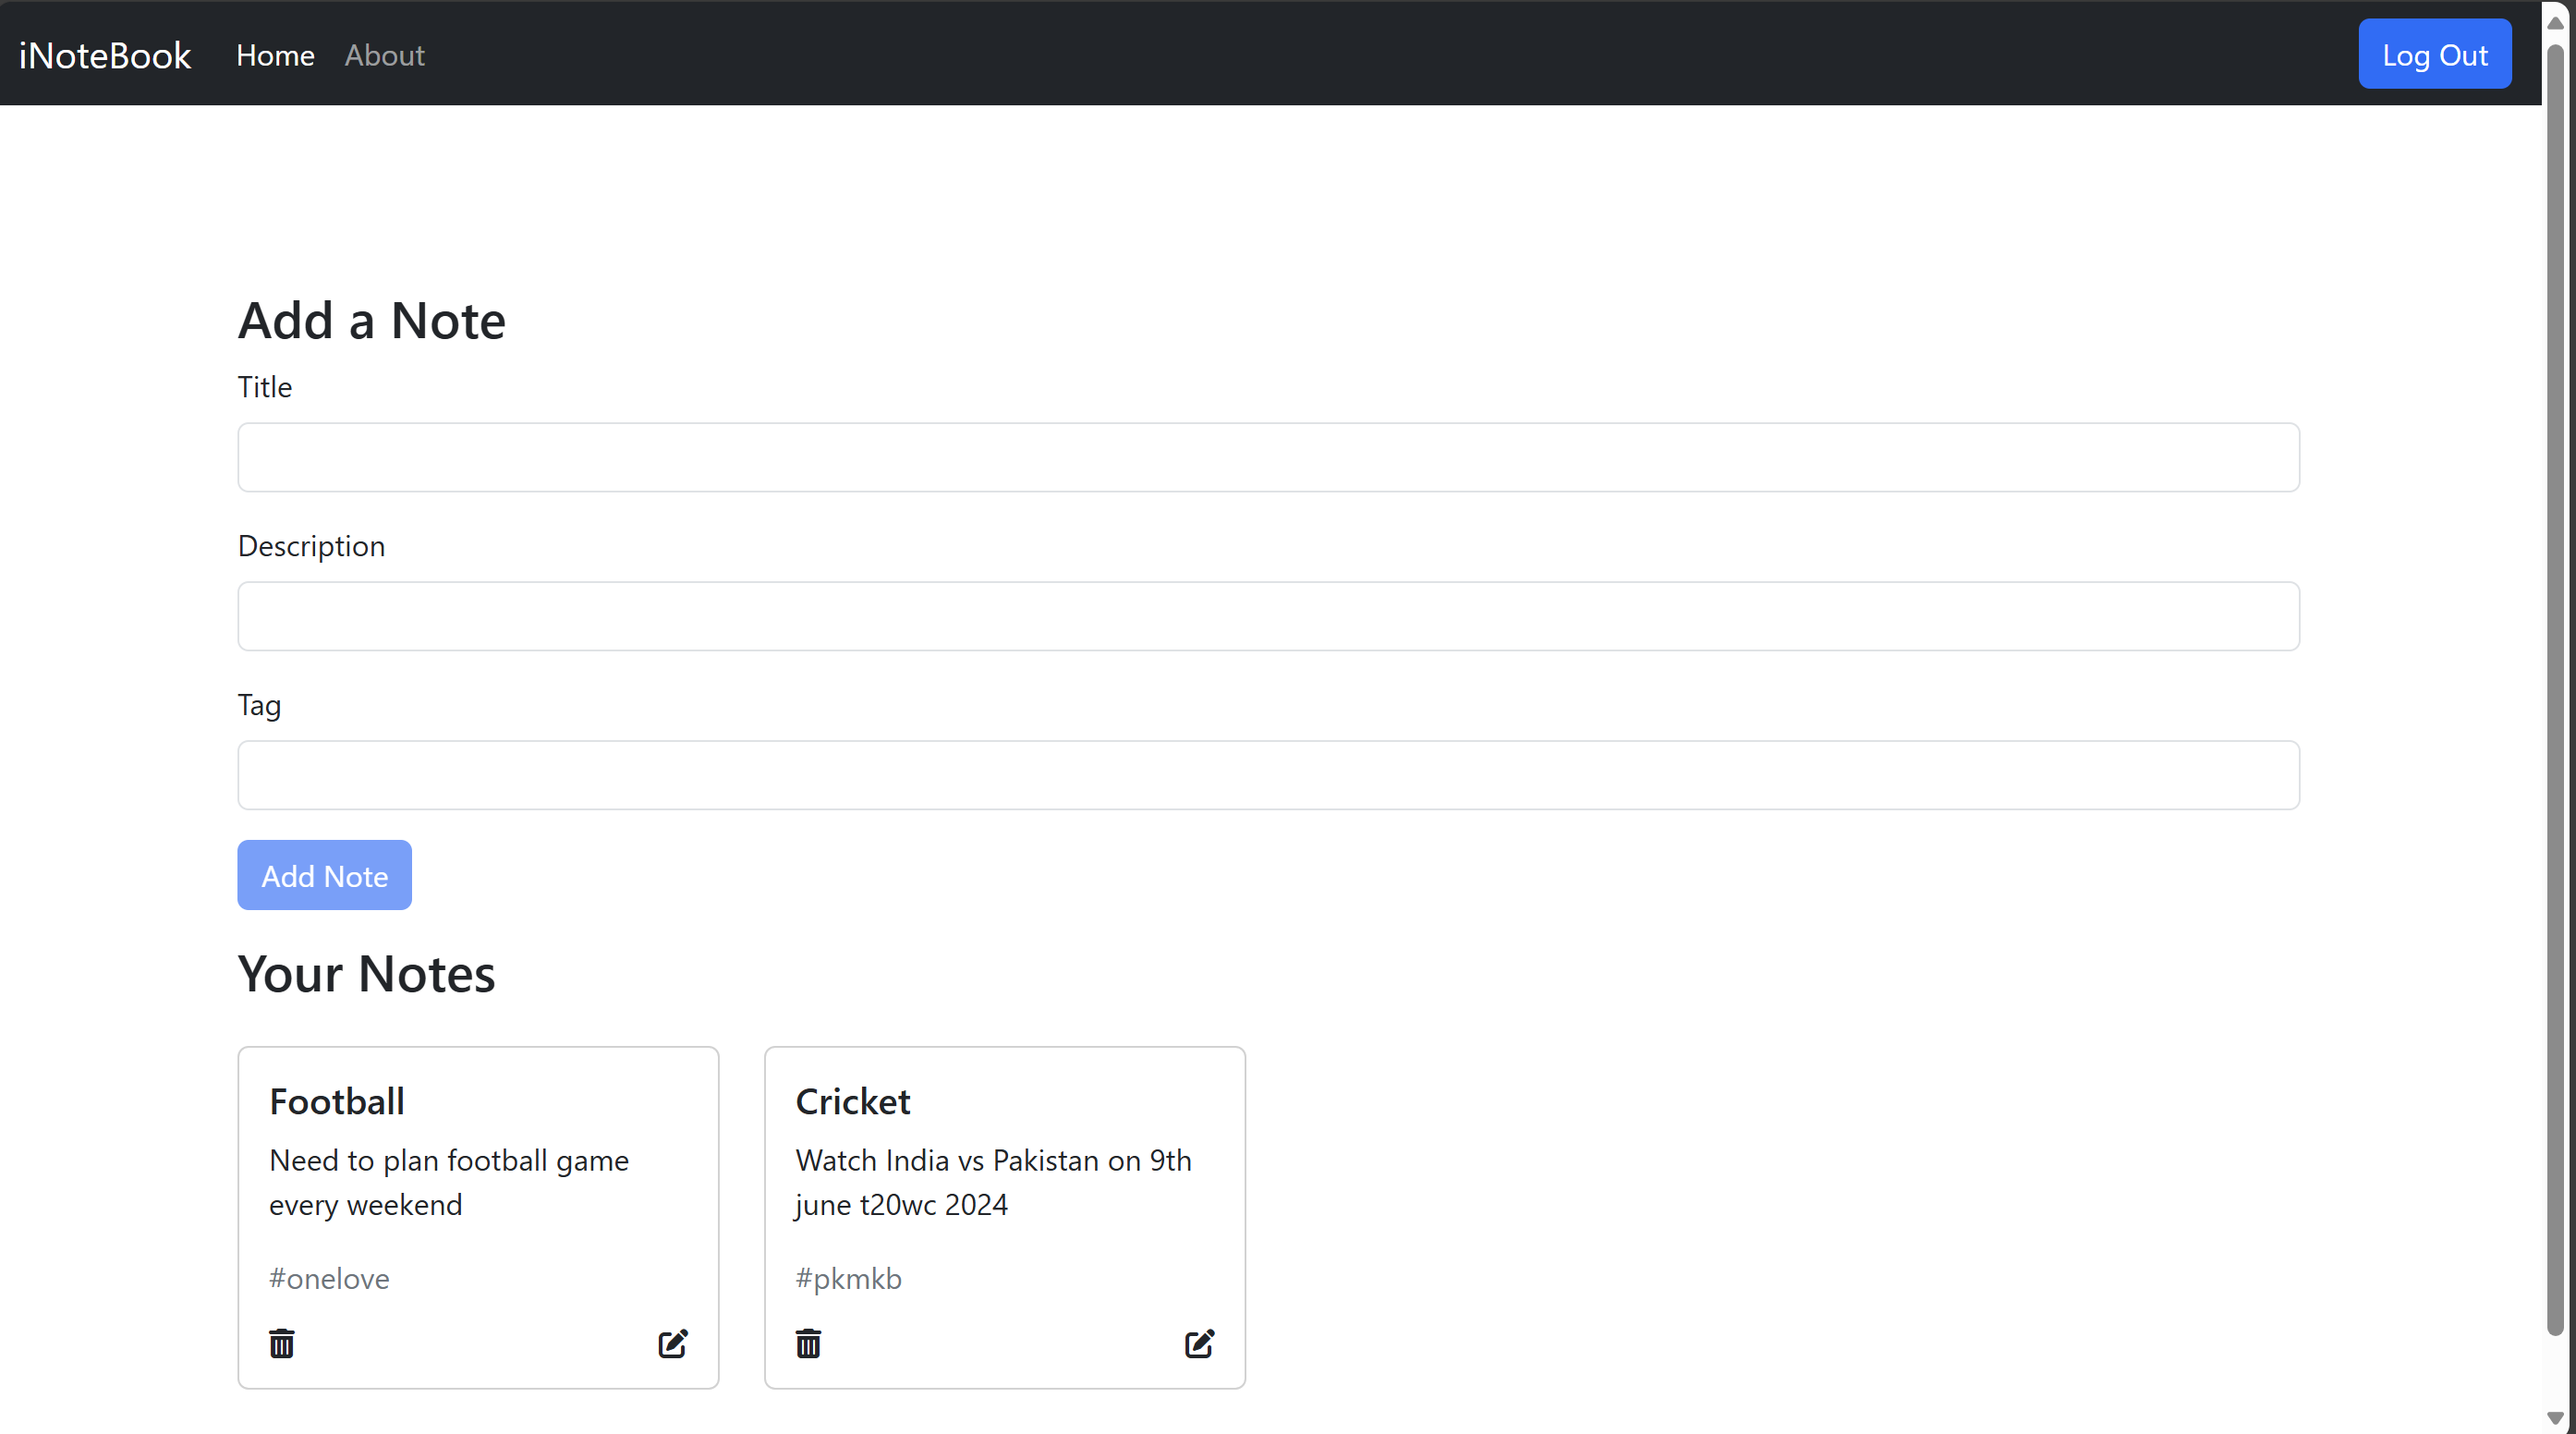 iNoteBook Home About Log Out
Add a Note
Title
Description
Tag
Add Note
Your Notes
Football
Need to plan football game
every weekend
#onelove
Cricket
Watch India vs Pakistan on 9th
june t20wc 2024
#pkmkb